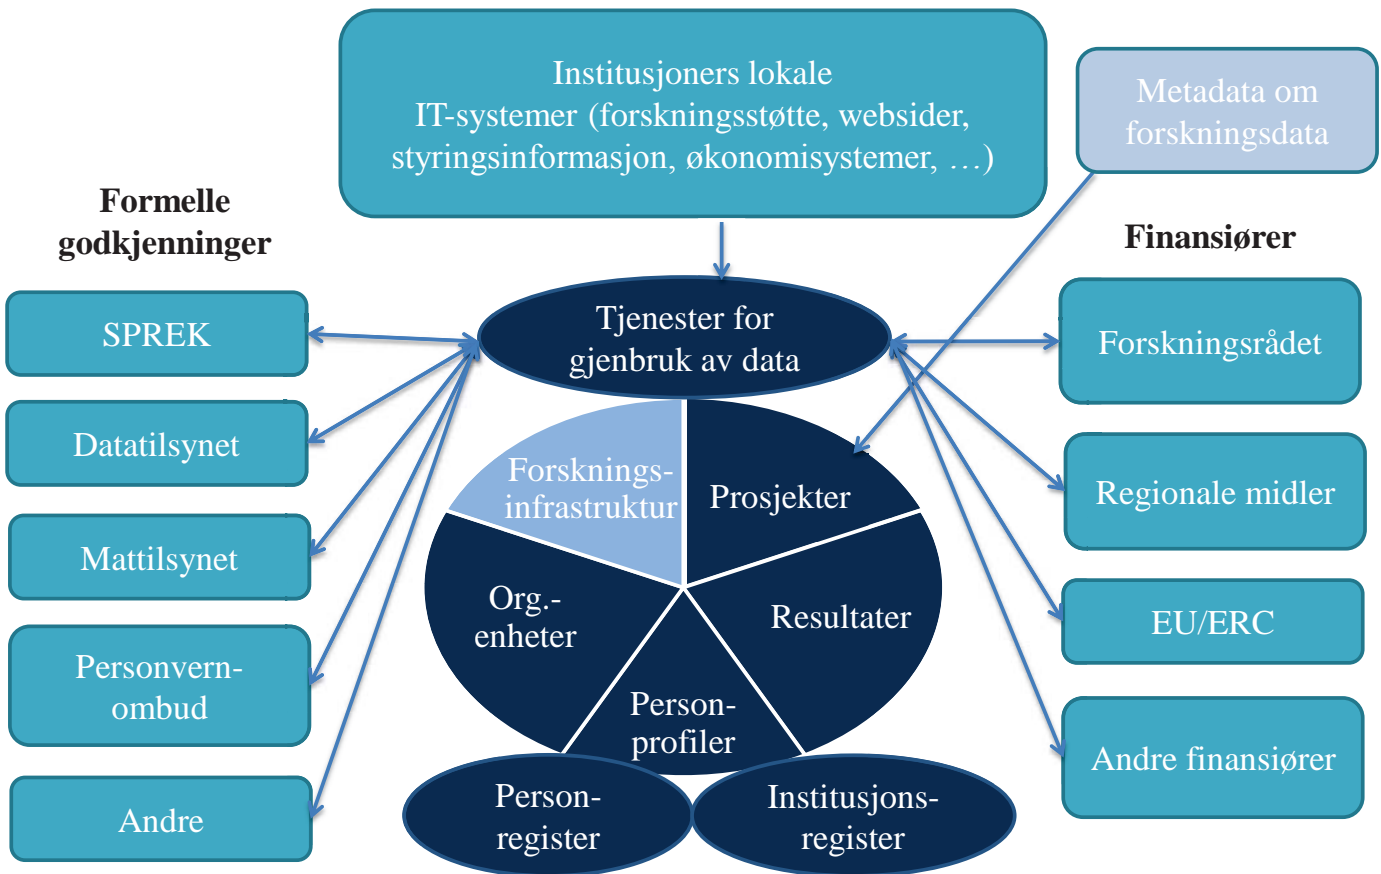 Institusjoners lokale
IT-systemer (forskningsstøtte, websider,
styringsinformasjon, økonomisystemer, …)
Metadata om
forskningsdata
Formelle
godkjenninger
SPREK
Datatilsynet
Mattilsynet
Personvern-
ombud
Andre
Tjenester for
gjenbruk av data
Forsknings-
infrastruktur
Prosjekter
Org.-
enheter
Resultater
Person-
profiler
Person-
register
Institusjons-
register
Finansiører
Forskningsrådet
Regionale midler
EU/ERC
Andre finansiører